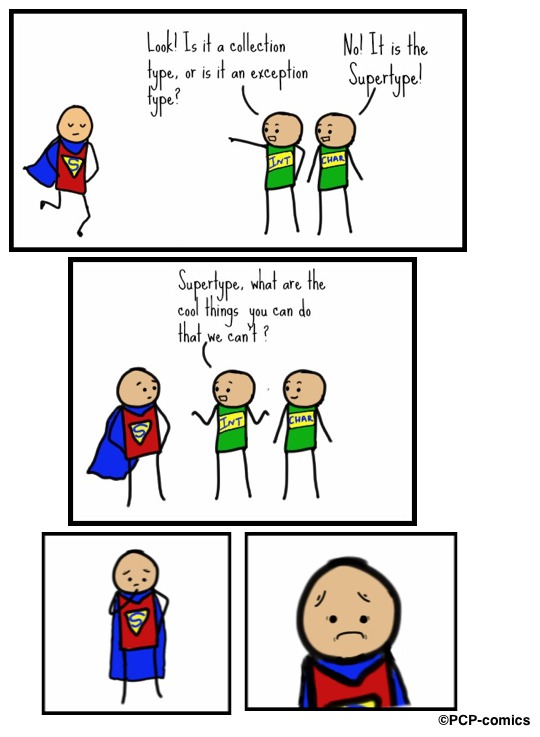 Look! Is it a collection
type, or is it an exception
type?
No! It is the
Supertype!
S
INT
CHAR
Supertype, what are the
cool things you can do
that we can't ?
S
INT
CHAR
S
©PCP-comics